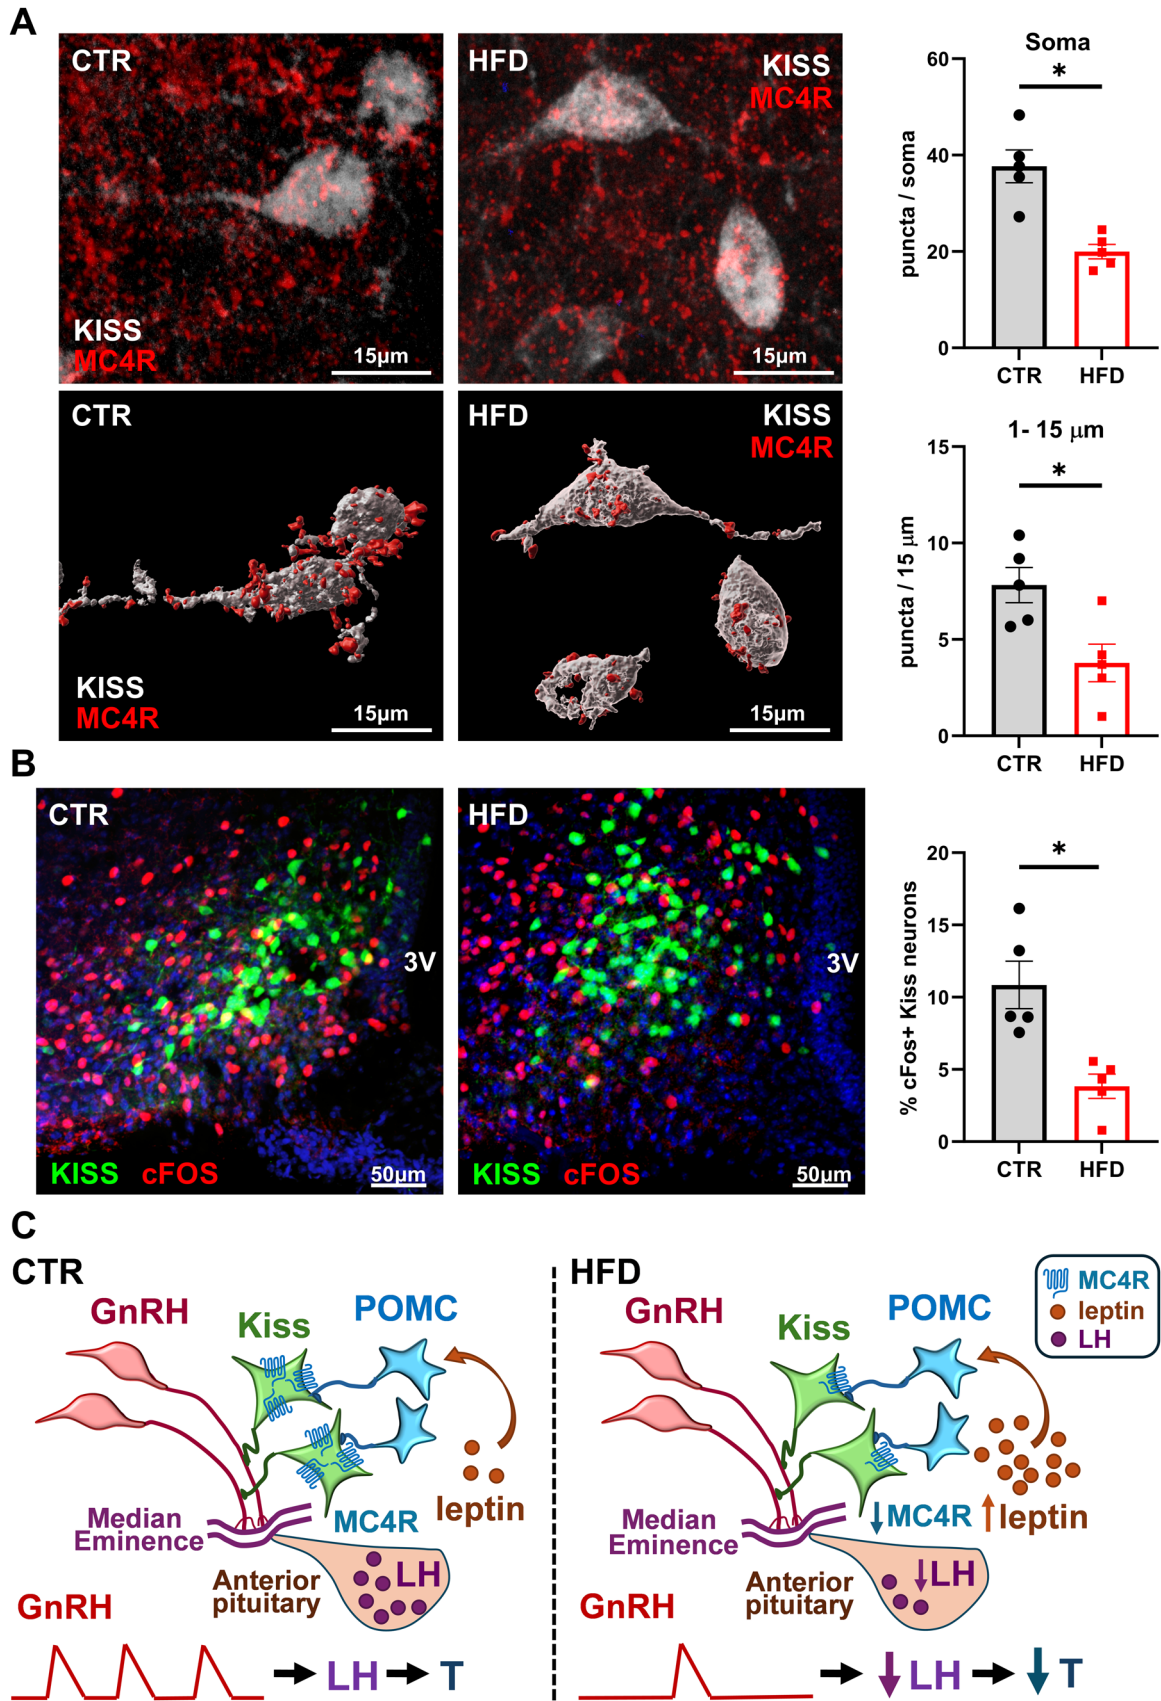 A
CTR
KISS
MC4R
15µm
HFD
KISS
MC4R
15µm
Soma
*
puncta / soma
60
40
20
0
CTR
HFD
CTR
KISS
MC4R
15µm
HFD
KISS
MC4R
15µm
1- 15 µm
*
puncta / 15 µm
15
10
5
0
CTR
HFD
B
CTR
3V
KISS
cFOS
50µm
HFD
3V
KISS
cFOS
50µm
*
% cFos+ Kiss neurons
20
15
10
5
0
CTR
HFD
C
CTR
GnRH
Kiss
POMC
leptin
MC4R
Median
Eminence
Anterior
pituitary
LH
GnRH
LH
T
HFD
MC4R
leptin
LH
GnRH
Kiss
POMC
↓MC4R
↑leptin
Median
Eminence
Anterior
pituitary
↓LH
GnRH
↓LH
↓T